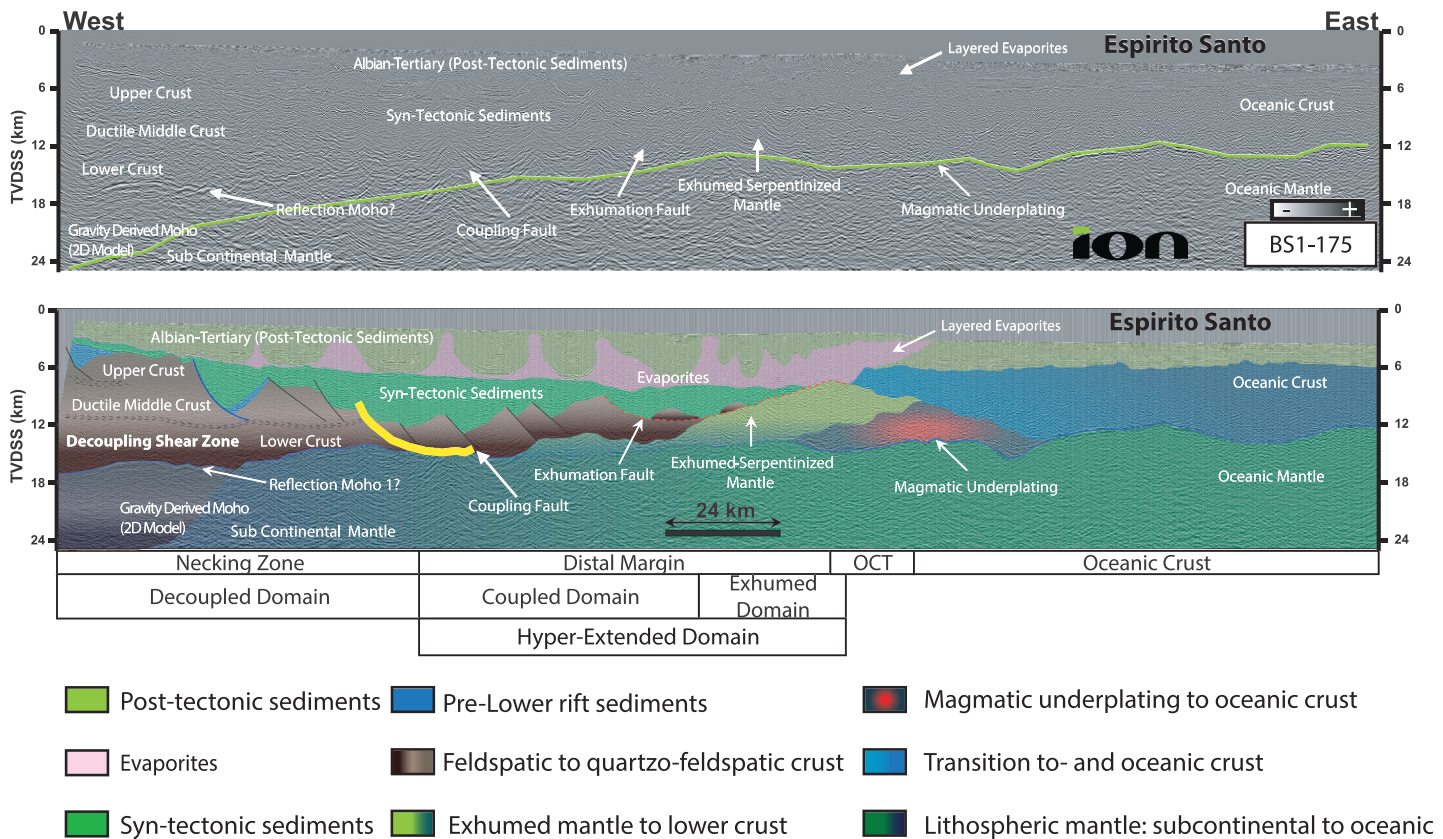 West
East
0
0
Layered Evaporites
Espirito Santo
Albian-Tertiary (Post-Tectonic Sediments)
6
6
Upper Crust
Oceanic Crust
Syn-Tectonic Sediments
Ductile Middle Crust
TVDSS (km)
12
12
Lower Crust
Exhumed Serpentinized
Mantle
Oceanic Mantle
- +
18
18
Reflection Moho?
Exhumation Fault
Magmatic Underplating
Gravity Derived Moho
(2D Model)
Coupling Fault
ion
BS1-175
Sub Continental Mantle
24
24
0
0
Layered Evaporites
Espirito Santo
Albian-Tertiary (Post-Tectonic Sediments)
6
6
Upper Crust
Evaporites
Oceanic Crust
Syn-Tectonic Sediments
Ductile Middle Crust
TVDSS (km)
12
12
Decoupling Shear Zone
Lower Crust
Exhumed-Serpentinized
Mantle
Exhumation Fault
Oceanic Mantle
Reflection Moho 1?
18
18
Magmatic Underplating
Coupling Fault
Gravity Derived Moho
(2D Model)
24 km
Sub Continental Mantle
24
24
Necking Zone
Distal Margin
OCT
Oceanic Crust
Decoupled Domain
Coupled Domain
Exhumed
Domain
Hyper-Extended Domain
Post-tectonic sediments
Pre-Lower rift sediments
Magmatic underplating to oceanic crust
Evaporites
Feldspatic to quartzo-feldspatic crust
Transition to- and oceanic crust
Syn-tectonic sediments
Exhumed mantle to lower crust
Lithospheric mantle: subcontinental to oceanic